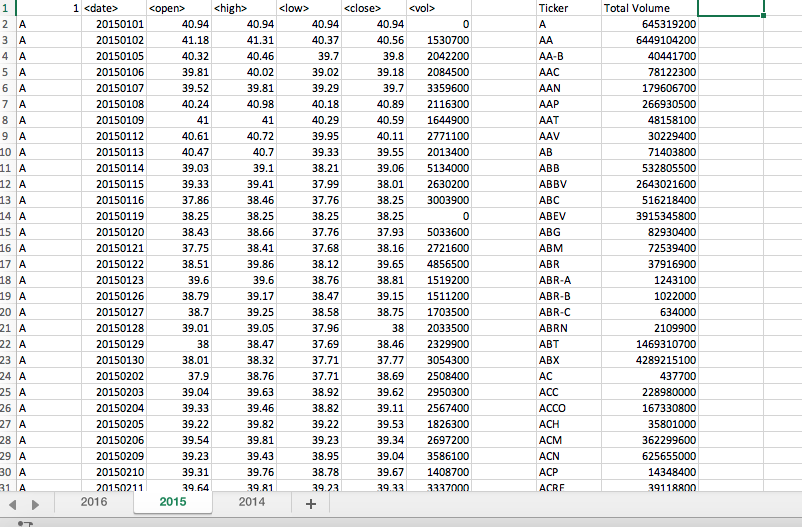 1 1 <date> <open> <high> <low> <close> <vol> Ticker Total Volume
2 A 20150101 40.94 40.94 40.94 40.94 0 A 645319200
3 A 20150102 41.18 41.31 40.37 40.56 1530700 AA 6449104200
4 A 20150105 40.32 40.46 39.7 39.8 2042200 AA-B 40441700
5 A 20150106 39.81 40.02 39.02 39.18 2084500 AAC 78122300
6 A 20150107 39.52 39.81 39.29 39.7 3359600 AAN 179606700
7 A 20150108 40.24 40.98 40.18 40.89 2116300 AAP 266930500
8 A 20150109 41 41 40.29 40.59 1644900 AAT 48158100
9 A 20150112 40.61 40.72 39.95 40.11 2771100 AAV 30229400
10 A 20150113 40.47 40.7 39.33 39.55 2013400 AB 71403800
11 A 20150114 39.03 39.1 38.21 39.06 5134000 ABB 532805500
12 A 20150115 39.33 39.41 37.99 38.01 2630200 ABBV 2643021600
13 A 20150116 37.86 38.46 37.76 38.25 3003900 ABC 516218400
14 A 20150119 38.25 38.25 38.25 38.25 0 ABEV 3915345800
15 A 20150120 38.43 38.66 37.76 37.93 5033600 ABG 82930400
16 A 20150121 37.75 38.41 37.68 38.16 2721600 ABM 72539400
17 A 20150122 38.51 39.86 38.12 39.65 4856500 ABR 37916900
18 A 20150123 39.6 39.6 38.76 38.81 1519200 ABR-A 1243100
19 A 20150126 38.79 39.17 38.47 39.15 1511200 ABR-B 1022000
20 A 20150127 38.7 39.25 38.58 38.75 1703500 ABR-C 634000
21 A 20150128 39.01 39.05 37.96 38 2033500 ABRN 2109900
22 A 20150129 38 38.47 37.69 38.46 2329900 ABT 1469310700
23 A 20150130 38.01 38.32 37.71 37.77 3054300 ABX 4289215100
24 A 20150202 37.9 38.76 37.71 38.69 2508400 AC 437700
25 A 20150203 39.04 39.63 38.92 39.62 2950300 ACC 228980000
26 A 20150204 39.33 39.46 38.82 39.11 2567400 ACCO 167330800
27 A 20150205 39.22 39.82 39.22 39.53 1826300 ACH 35801000
28 A 20150206 39.54 39.81 39.23 39.34 2697200 ACM 362299600
29 A 20150209 39.23 39.43 38.95 39.04 3586100 ACN 625655000
30 A 20150210 39.31 39.76 38.78 39.67 1408700 ACP 14348400
31 A 20150211 39.64 39.81 39.23 39.33 3337000 ACRE 39118800
2016 2015 2014 +